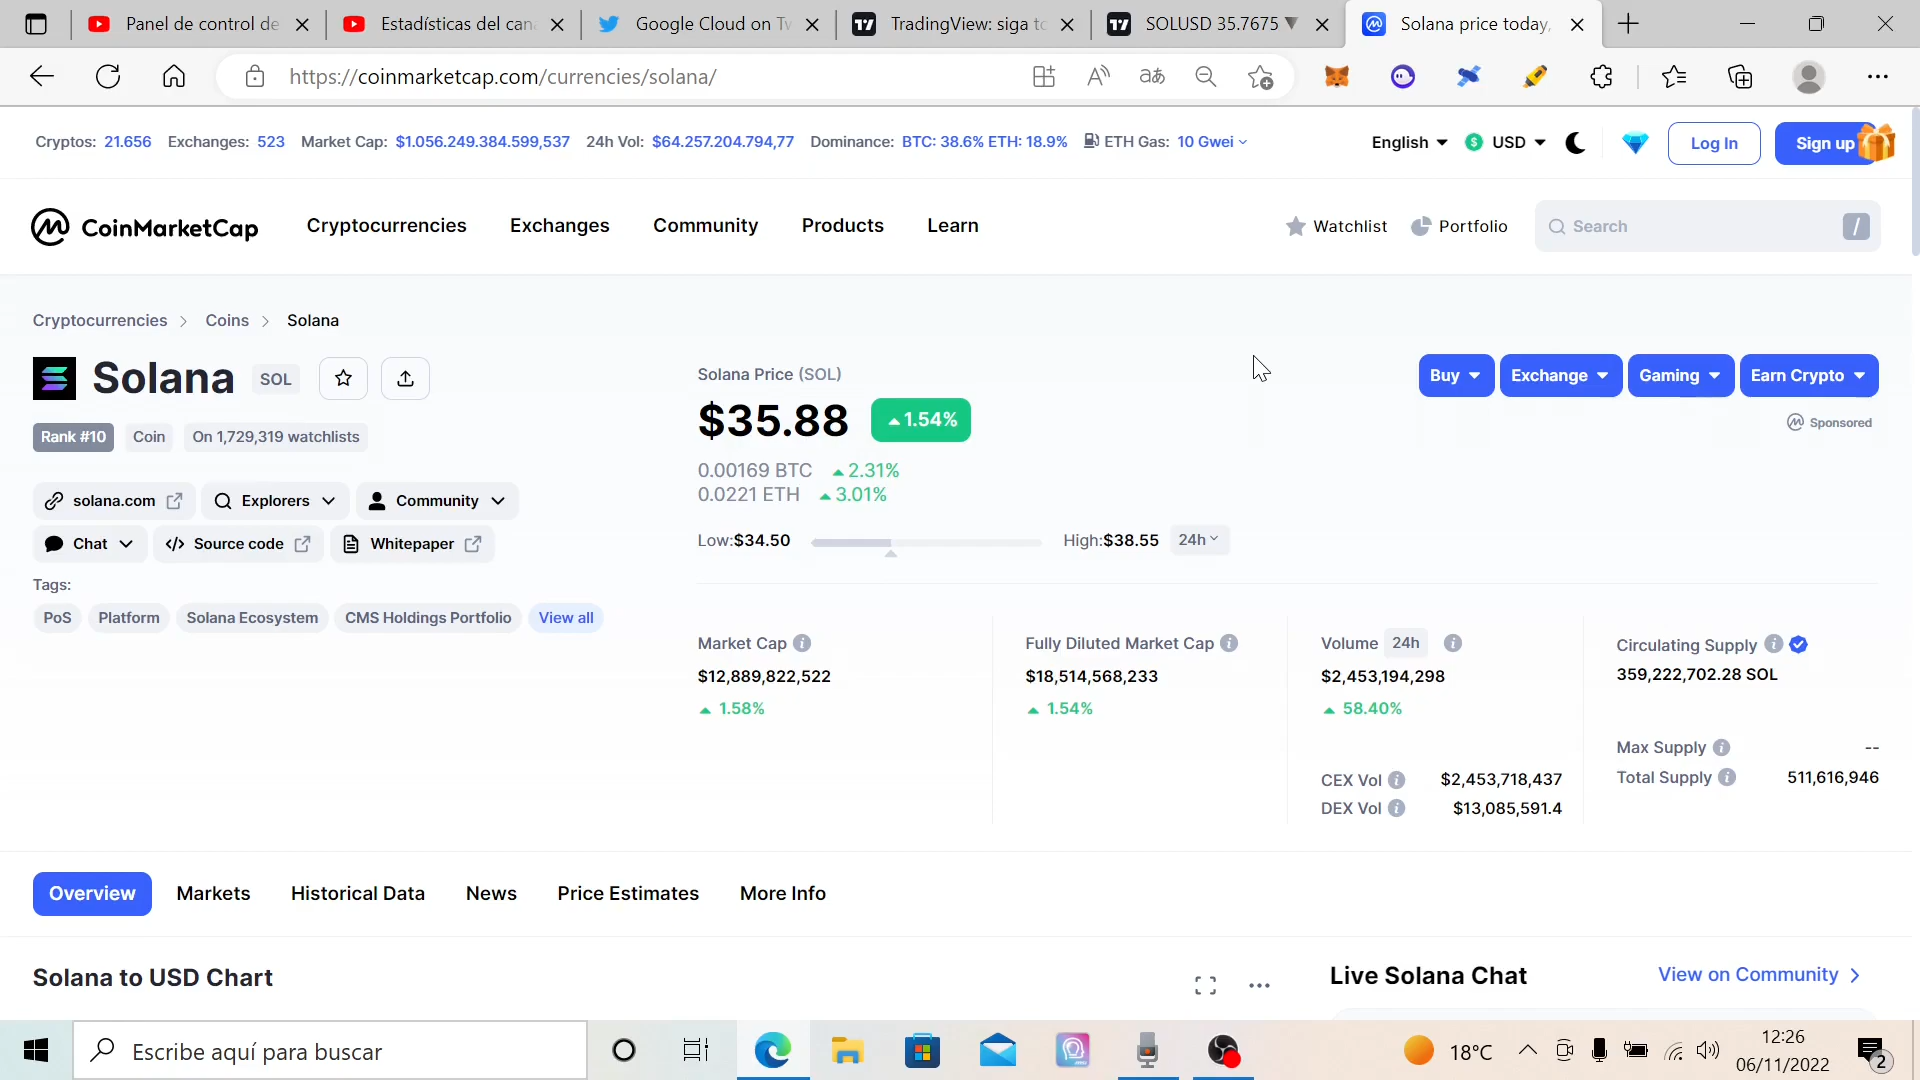 Panel de control de
Estadísticas del can
Google Cloud on Tw
TradingView: siga to
SOLUSD 35.7675 ▼
Solana price today,
https://coinmarketcap.com/currencies/solana/
Cryptos: 21.656 Exchanges: 523 Market Cap: $1.056.249.384.599,537 24h Vol: $64.257.204.794,77 Dominance: BTC: 38.6% ETH: 18.9% ETH Gas: 10 Gwei
English USD Log In Sign up
CoinMarketCap Cryptocurrencies Exchanges Community Products Learn Watchlist Portfolio Search /
Cryptocurrencies > Coins > Solana
Solana SOL
Rank #10 Coin On 1,729,319 watchlists
solana.com Explorers Community
Chat Source code Whitepaper
Tags:
PoS Platform Solana Ecosystem CMS Holdings Portfolio View all
Solana Price (SOL)
$35.88 1.54%
0.00169 BTC 2.31%
0.0221 ETH 3.01%
Low:$34.50 High:$38.55 24h
Buy Exchange Gaming Earn Crypto
Sponsored
Market Cap
$12,889,822,522
1.58%
Fully Diluted Market Cap
$18,514,568,233
1.54%
Volume 24h
$2,453,194,298
58.40%
CEX Vol $2,453,718,437
DEX Vol $13,085,591.4
Circulating Supply
359,222,702.28 SOL
Max Supply --
Total Supply 511,616,946
Overview Markets Historical Data News Price Estimates More Info
Solana to USD Chart
Live Solana Chat View on Community >
Escribe aquí para buscar
18°C
12:26
06/11/2022
2